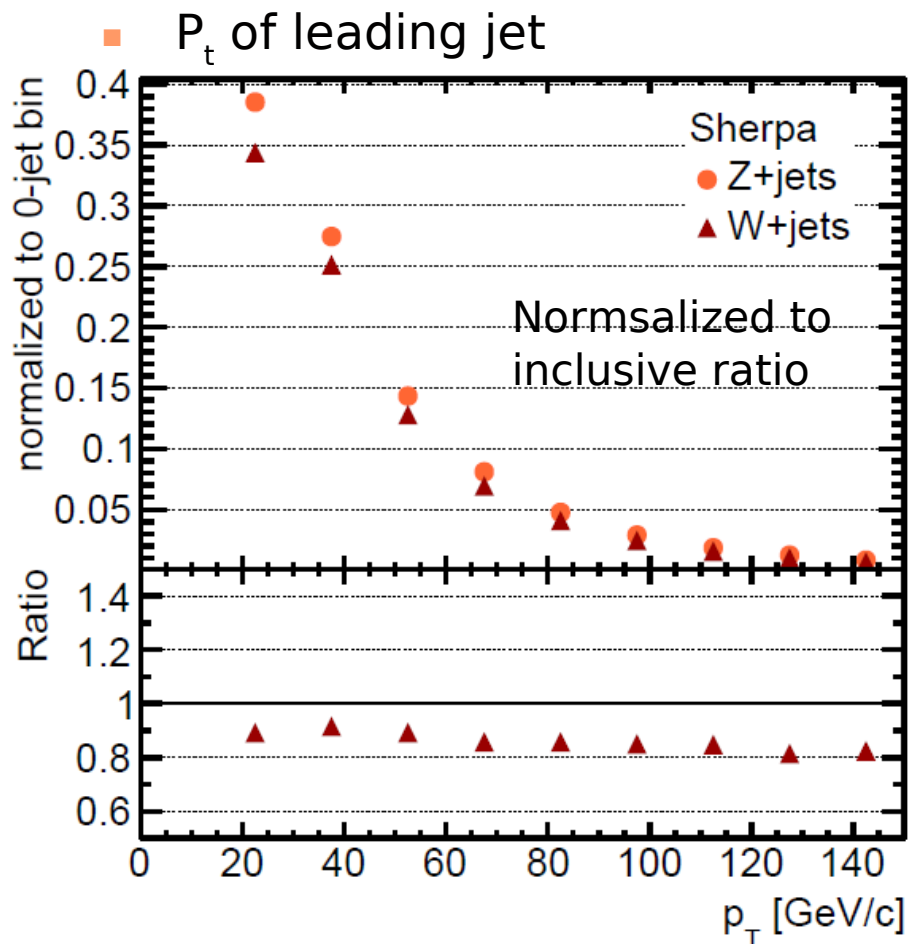 P_t of leading jet
normalized to 0-jet bin
0.4
0.35
0.3
0.25
0.2
0.15
0.1
0.05
Sherpa
Z+jets
W+jets
Normsalized to
inclusive ratio
Ratio
1.4
1.2
1
0.8
0.6
0 20 40 60 80 100 120 140
p_T [GeV/c]